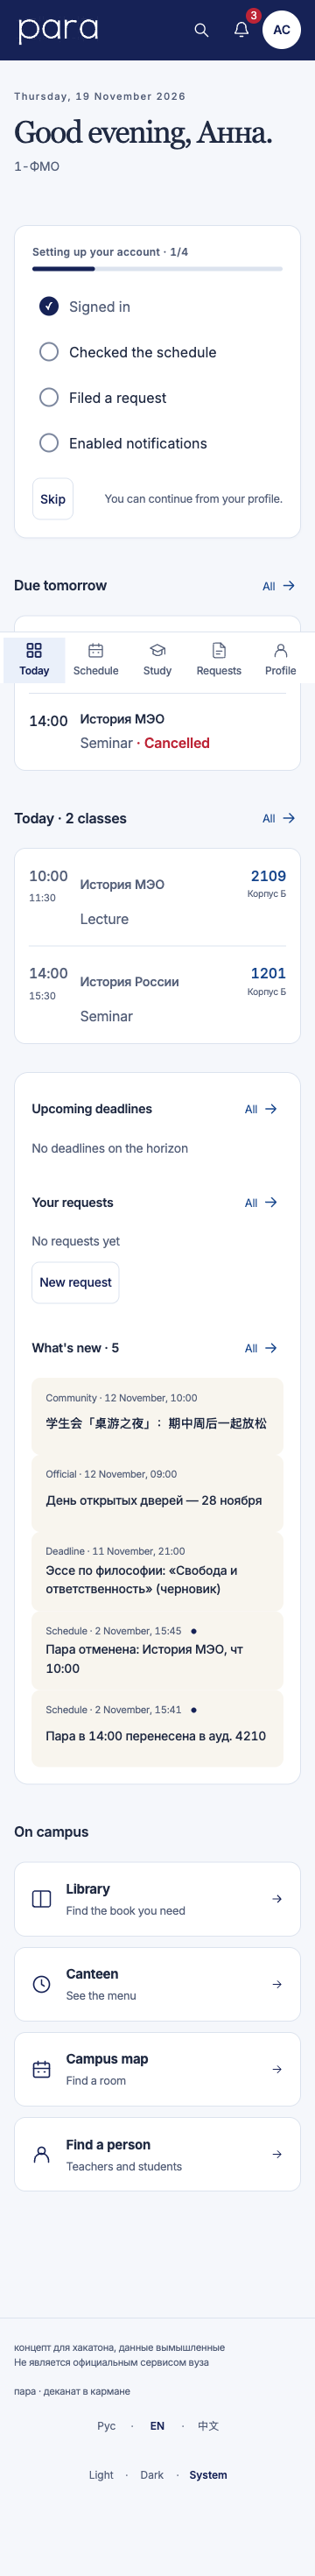 para
3
AC
Thursday, 19 November 2026
Good evening, Анна.
1-ФМО
Setting up your account · 1/4
Signed in
Checked the schedule
Filed a request
Enabled notifications
Skip
You can continue from your profile.
Due tomorrow
All
Today
Schedule
Study
Requests
Profile
14:00
История МЭО
Seminar · Cancelled
Today · 2 classes
All
10:00
История МЭО
2109
11:30
Корпус Б
Lecture
14:00
История России
1201
15:30
Корпус Б
Seminar
Upcoming deadlines
All
No deadlines on the horizon
Your requests
All
No requests yet
New request
What's new · 5
All
Community · 12 November, 10:00
学生会「桌游之夜」：期中周后一起放松
Official · 12 November, 09:00
День открытых дверей — 28 ноября
Deadline · 11 November, 21:00
Эссе по философии: «Свобода и
ответственность» (черновик)
Schedule · 2 November, 15:45
Пара отменена: История МЭО, чт
10:00
Schedule · 2 November, 15:41
Пара в 14:00 перенесена в ауд. 4210
On campus
Library
Find the book you need
Canteen
See the menu
Campus map
Find a room
Find a person
Teachers and students
концепт для хакатона, данные вымышленные
Не является официальным сервисом вуза
пара · деканат в кармане
Рус · EN · 中文
Light · Dark · System